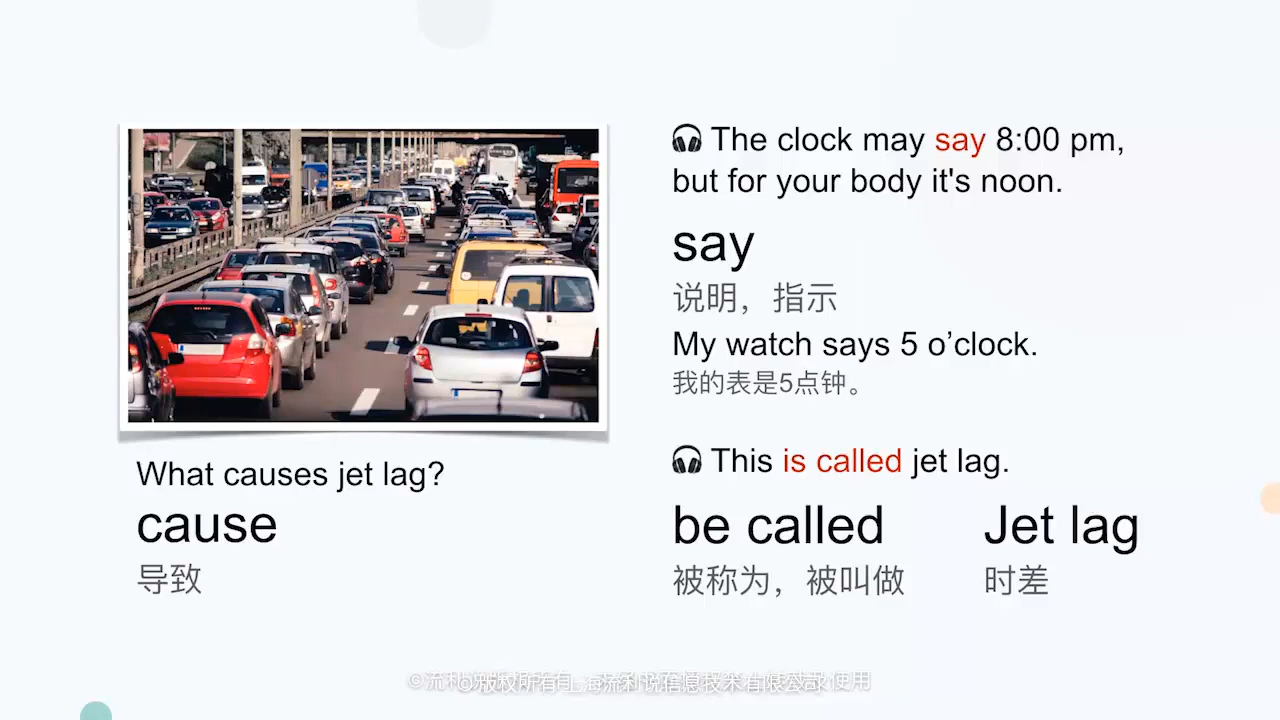 What causes jet lag?
cause
导致
The clock may say 8:00 pm,
but for your body it's noon.
say
说明，指示
My watch says 5 o’clock.
我的表是5点钟。
This is called jet lag.
be called
被称为，被叫做
Jet lag
时差